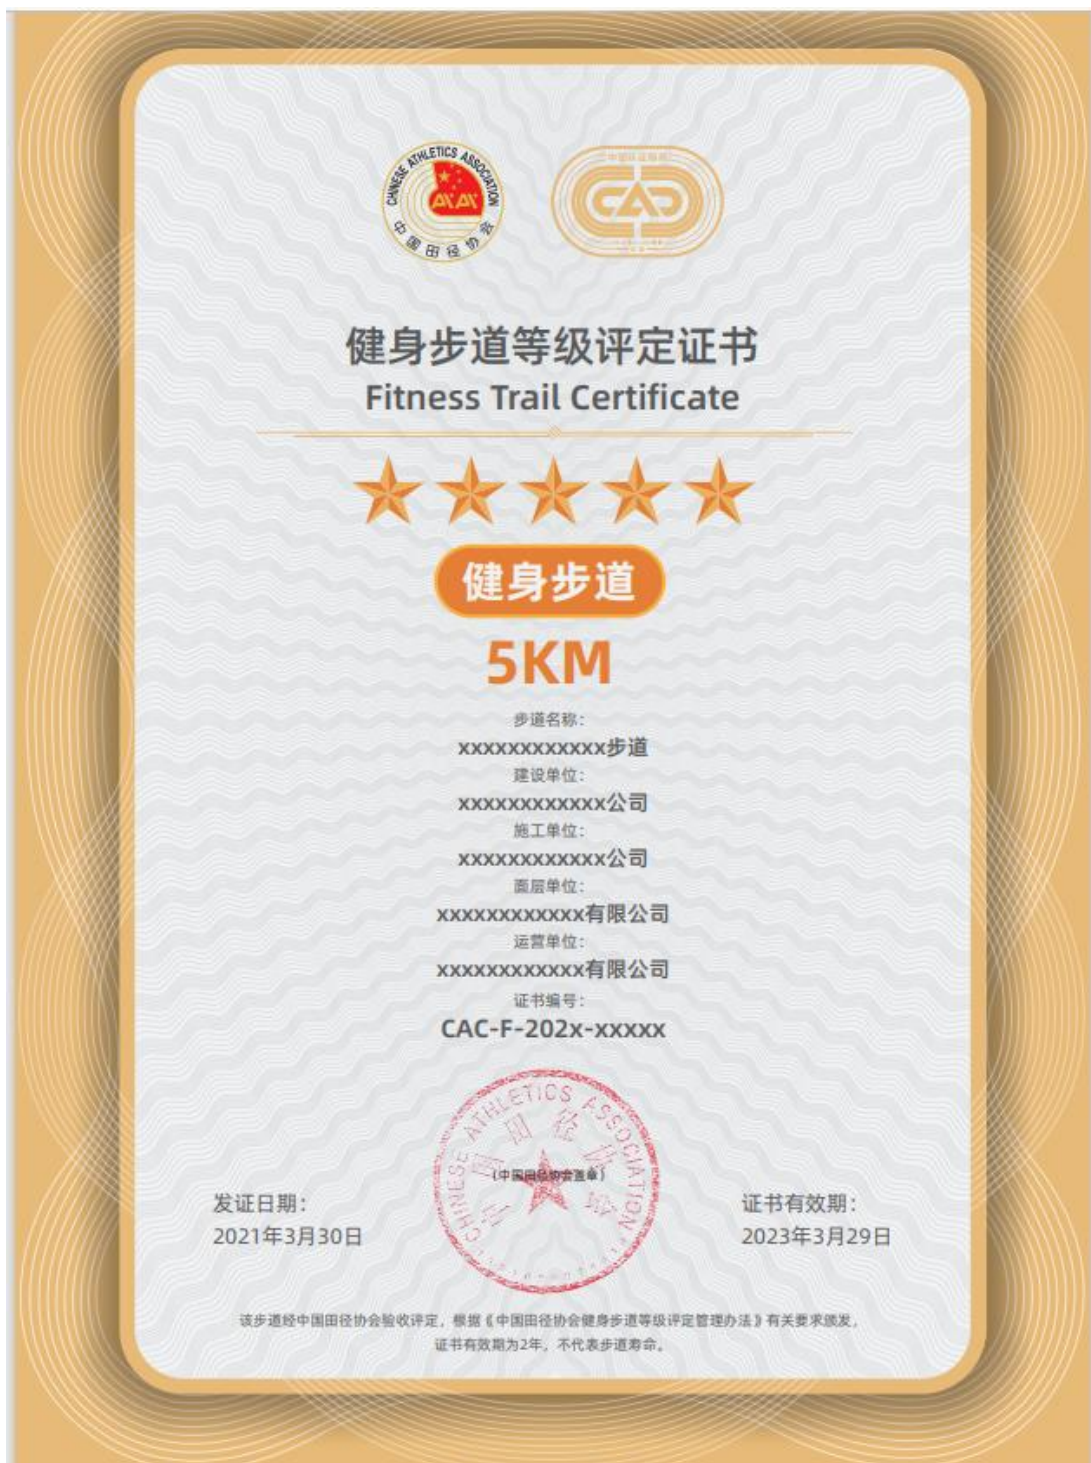 CHINESE ATHLETICS ASSOCIATION
中国田径协会
健身步道等级评定证书
Fitness Trail Certificate
健身步道
5KM
步道名称：
xxxxxxxxxxxx步道
建设单位：
xxxxxxxxxxxx公司
施工单位：
xxxxxxxxxxxx公司
面层单位：
xxxxxxxxxxxx有限公司
运营单位：
xxxxxxxxxxxx有限公司
证书编号：
CAC-F-202x-xxxxx
CHINESE ATHLETICS ASSOCIATION
中国田径协会
（中国田径协会盖章）
发证日期：
2021年3月30日
证书有效期：
2023年3月29日
该步道经中国田径协会验收评定，根据《中国田径协会健身步道等级评定管理办法》有关要求颁发，
证书有效期为2年，不代表步道寿命。